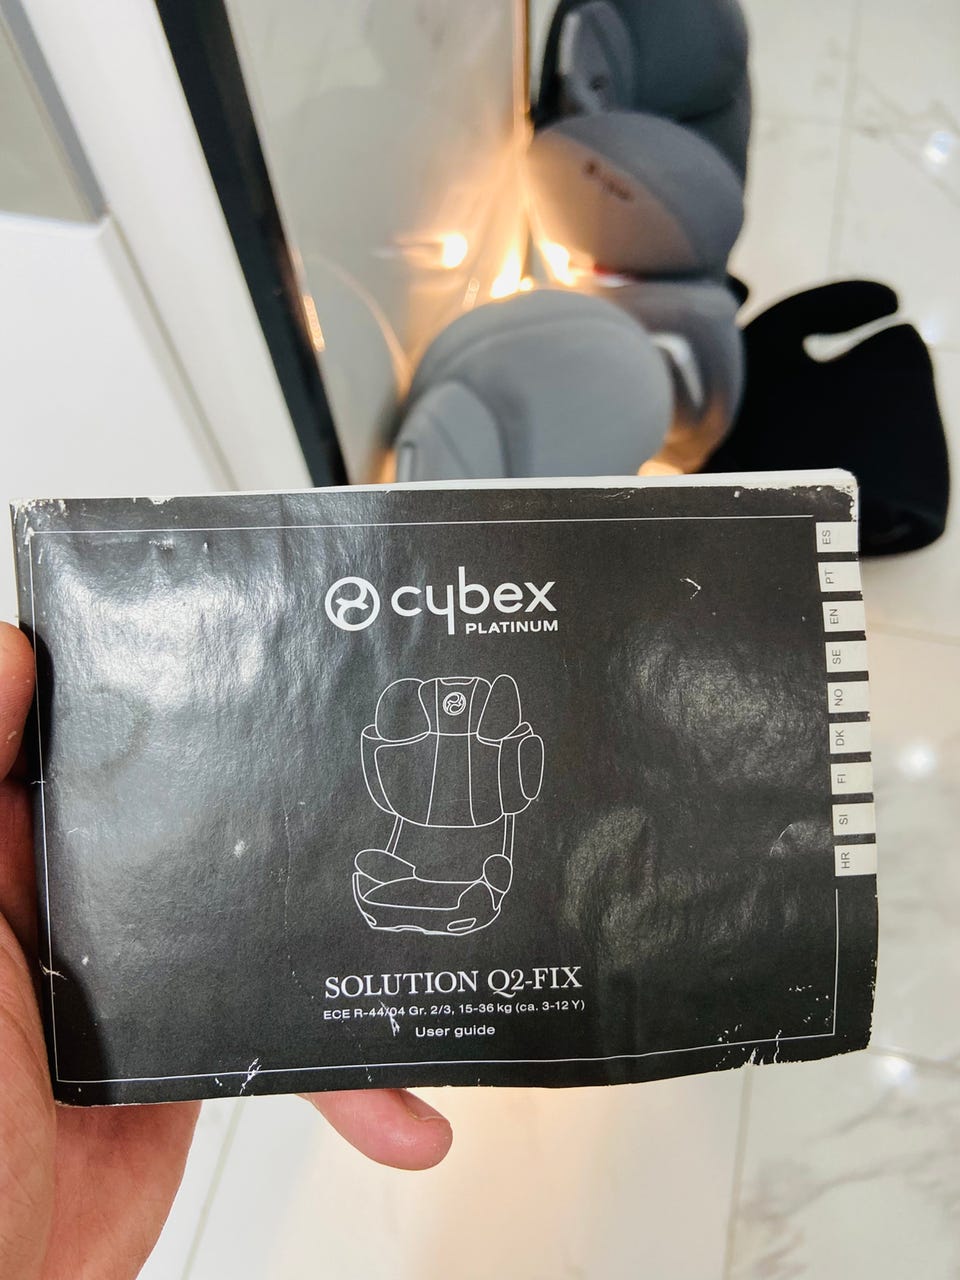 cybex
PLATINUM
ES
PT
EN
SE
NO
DK
FI
SI
HR
SOLUTION Q2-FIX
ECE R-44/04 Gr. 2/3, 15-36 kg (ca. 3-12 Y)
User guide